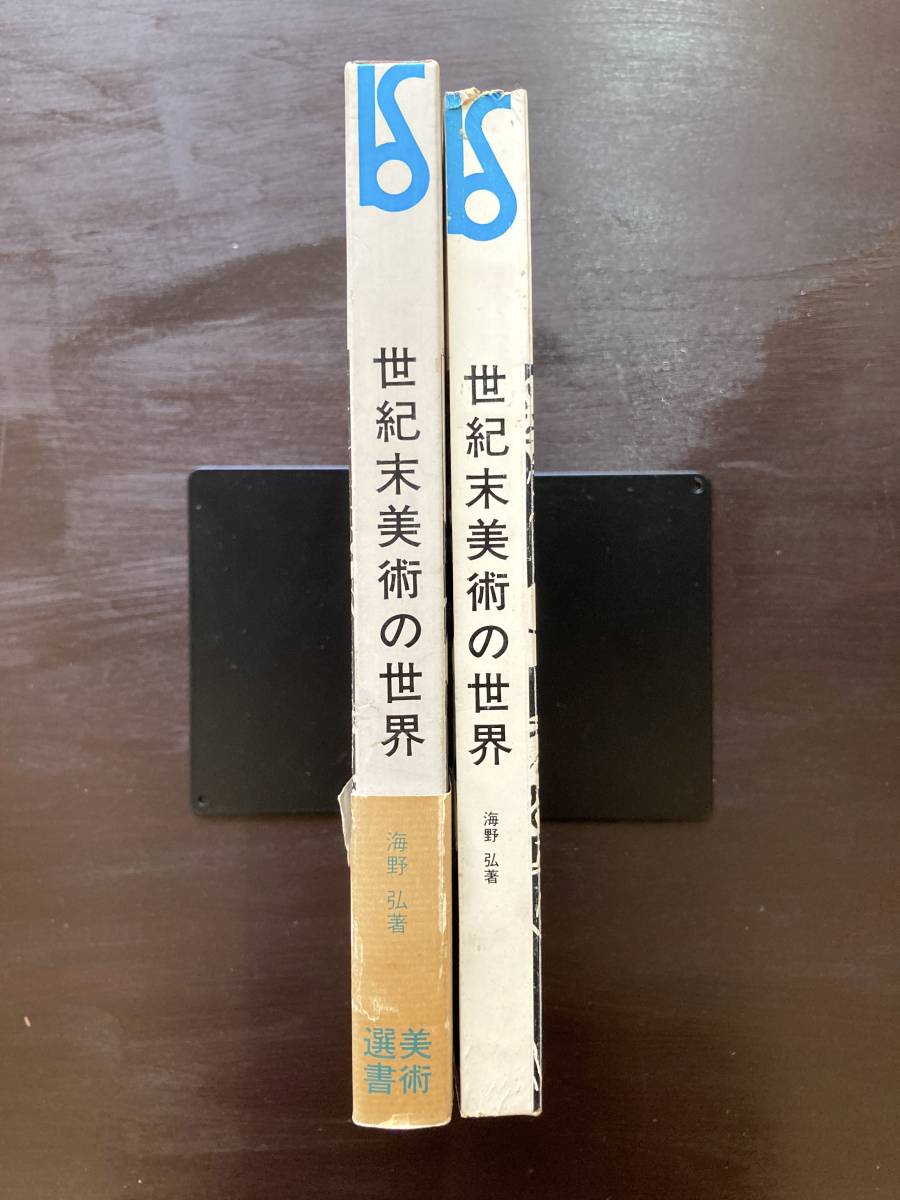 世紀末美術の世界
海野 弘著
美術
選書
世紀末美術の世界
海野 弘著